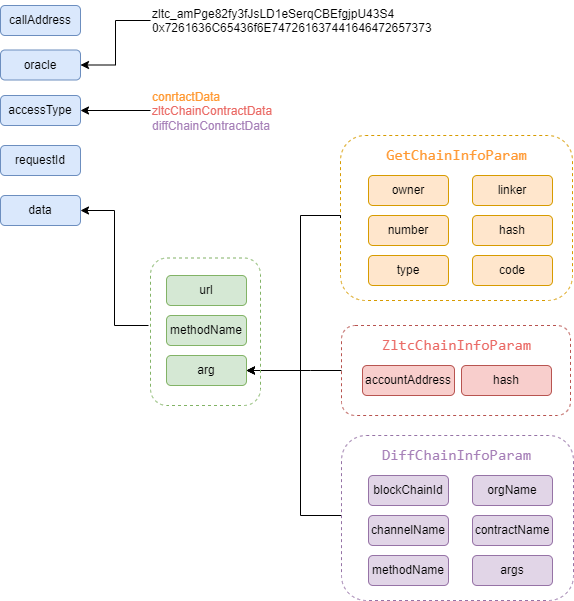 callAddress
zltc_amPge82fy3fJsLD1eSerqCBEfgjpU43S4
0x7261636C65436f6E747261637441646472657373
oracle
accessType
conrtactData
zltcChainContractData
diffChainContractData
requestId
data
url
methodName
arg
GetChainInfoParam
owner
linker
number
hash
type
code
ZltcChainInfoParam
accountAddress
hash
DiffChainInfoParam
blockChainId
orgName
channelName
contractName
methodName
args